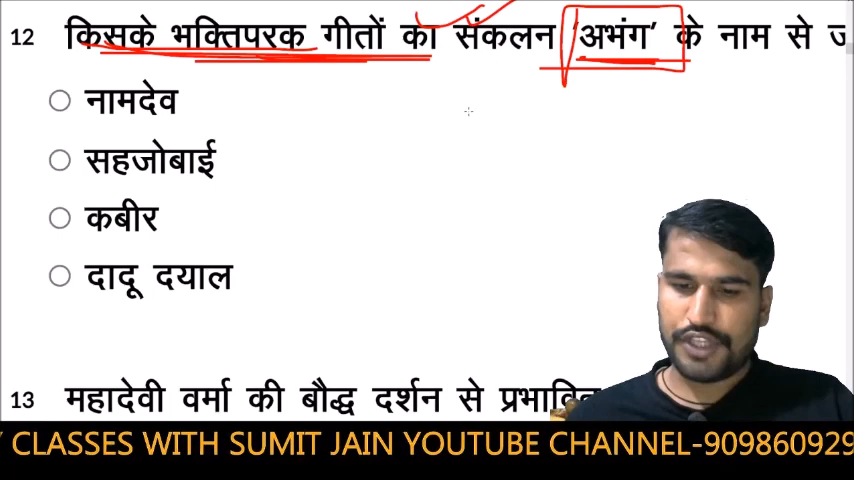 12 किसके भक्तिपरक गीतों का संकलन 'अभंग' के नाम से
नामदेव
सहजोबाई
कबीर
दादू दयाल
13 महादेवी वर्मा की बौद्ध दर्शन से
CLASSES WITH SUMIT JAIN YOUTUBE CHANNEL-909860929